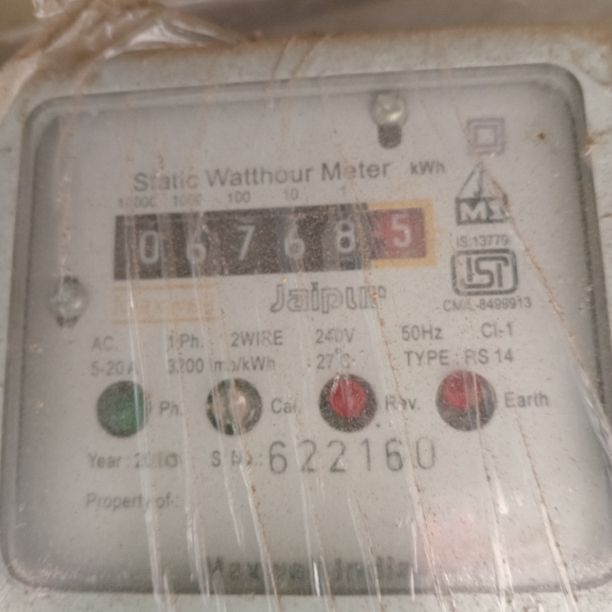 Static Watthour Meter kWh
10000 1000 100 10 1
0 6 7 6 8 5
IS:13779
ISI
Jaipur
CM/L-8499913
AC. 1Ph. 2WIRE 240V 50Hz Cl-1
5-20A 3200 imp/kWh 27°C TYPE: RS 14
Ph. Cal. Rev. Earth
Year: S.No.: 622160
Property of: